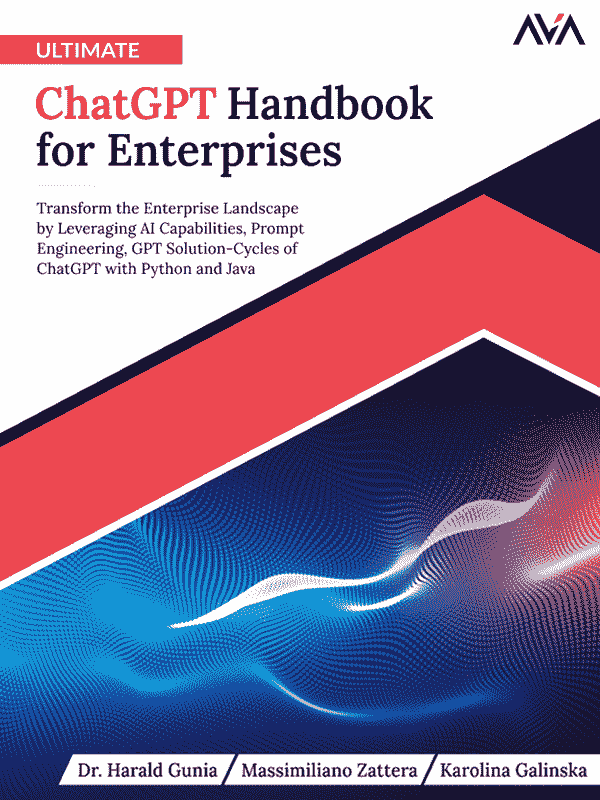 AVA
ULTIMATE
ChatGPT Handbook
for Enterprises
Transform the Enterprise Landscape
by Leveraging AI Capabilities, Prompt
Engineering, GPT Solution-Cycles of
ChatGPT with Python and Java
Dr. Harald Gunia / Massimiliano Zattera / Karolina Galinska